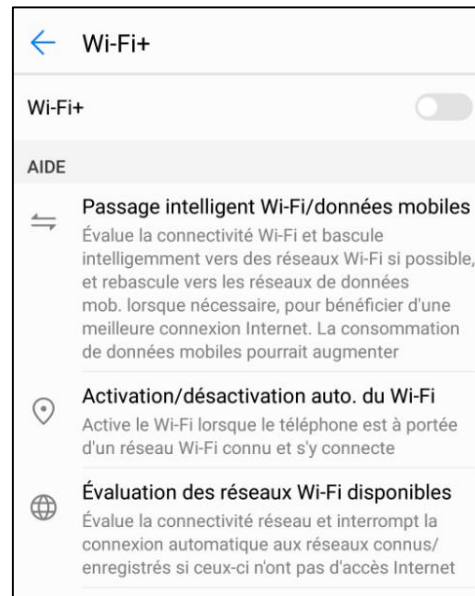 Wi-Fi+
Wi-Fi+
AIDE
Passage intelligent Wi-Fi/données mobiles
Évalue la connectivité Wi-Fi et bascule
intelligemment vers des réseaux Wi-Fi si possible,
et rebascule vers les réseaux de données
mob. lorsque nécessaire, pour bénéficier d'une
meilleure connexion Internet. La consommation
de données mobiles pourrait augmenter
Activation/désactivation auto. du Wi-Fi
Active le Wi-Fi lorsque le téléphone est à portée
d'un réseau Wi-Fi connu et s'y connecte
Évaluation des réseaux Wi-Fi disponibles
Évalue la connectivité réseau et interrompt la
connexion automatique aux réseaux connus/
enregistrés si ceux-ci n'ont pas d'accès Internet